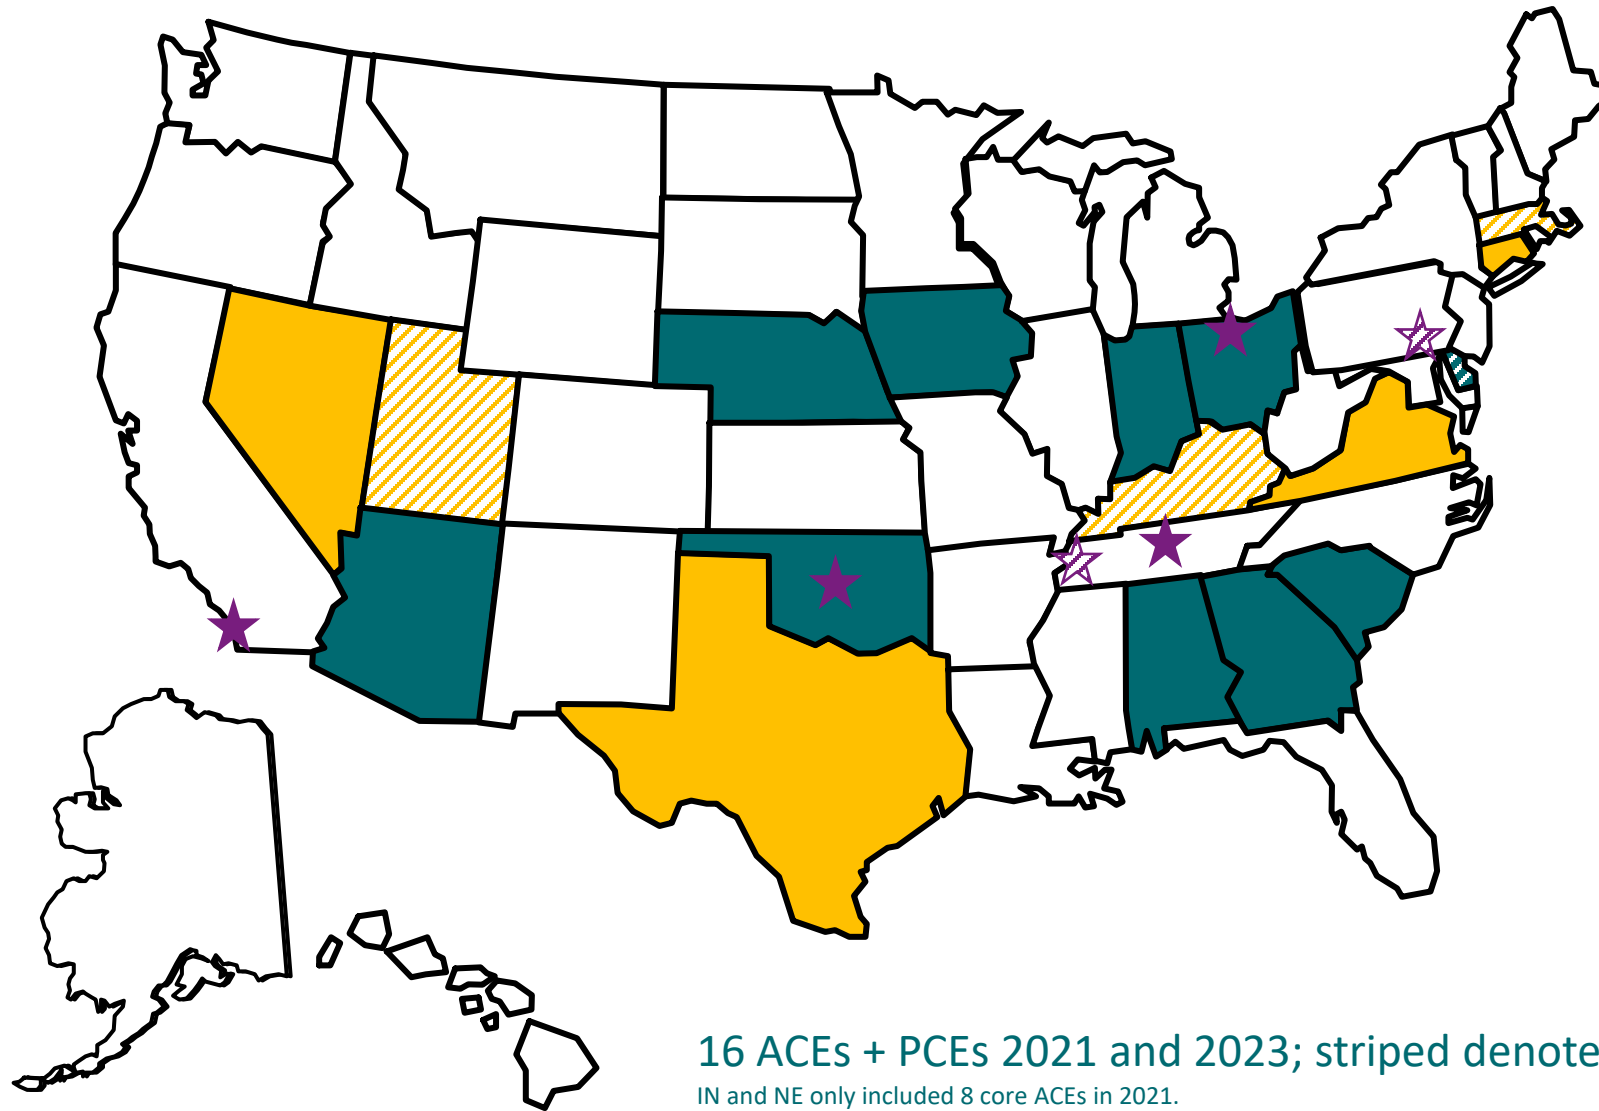 16 ACEs + PCEs 2021 and 2023; striped denote
IN and NE only included 8 core ACEs in 2021.